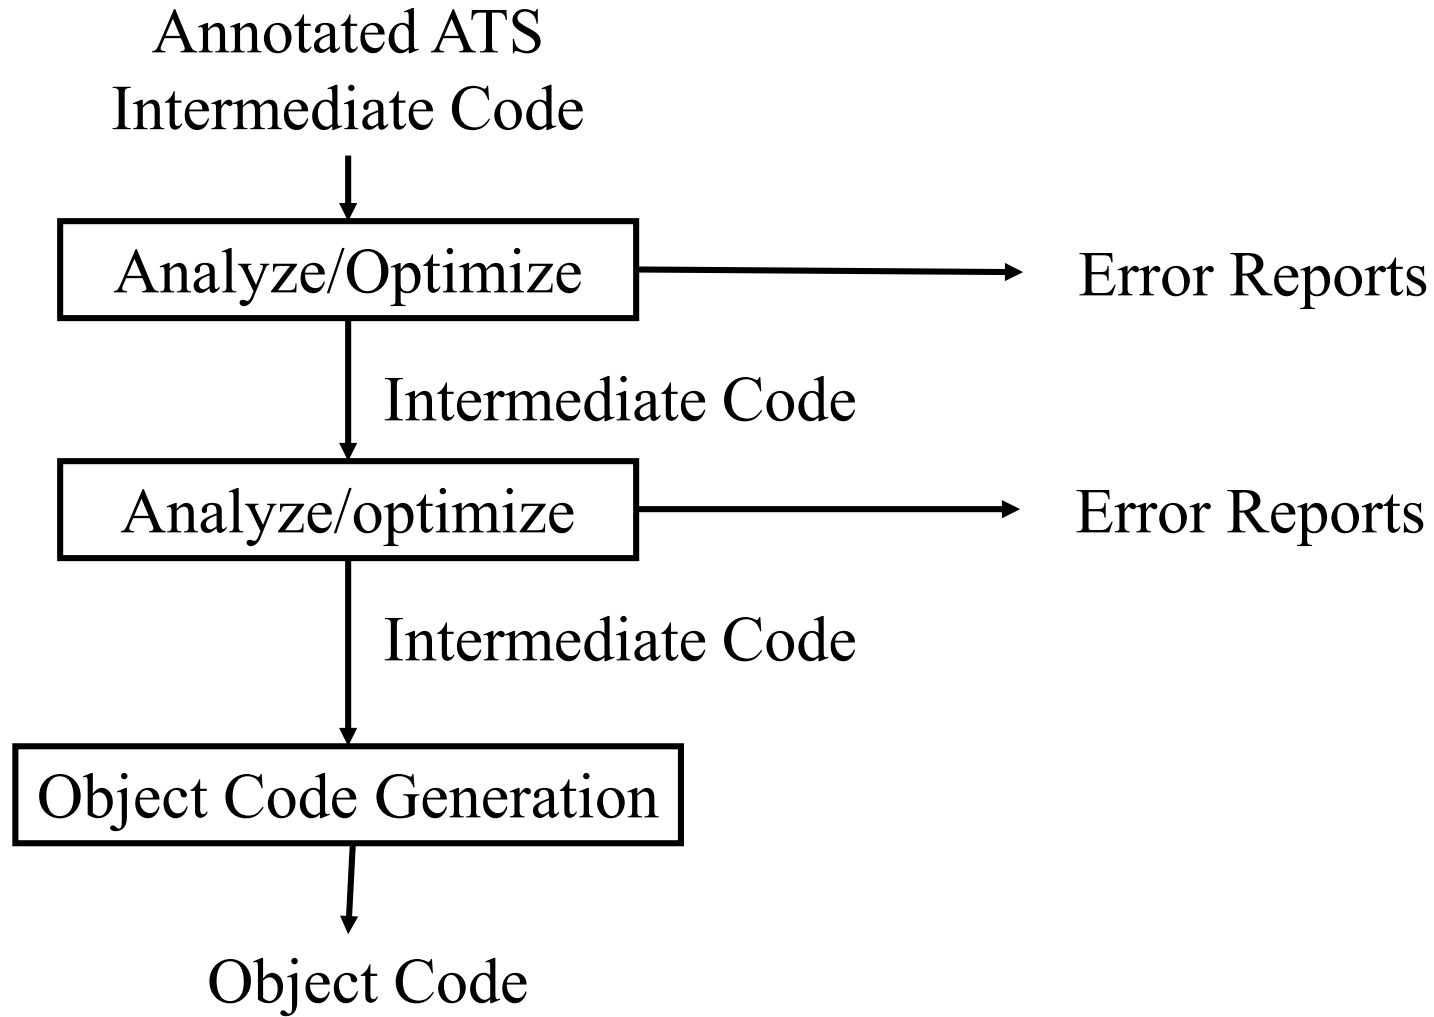 Annotated ATS
Intermediate Code
Analyze/Optimize
Error Reports
Intermediate Code
Analyze/optimize
Error Reports
Intermediate Code
Object Code Generation
Object Code